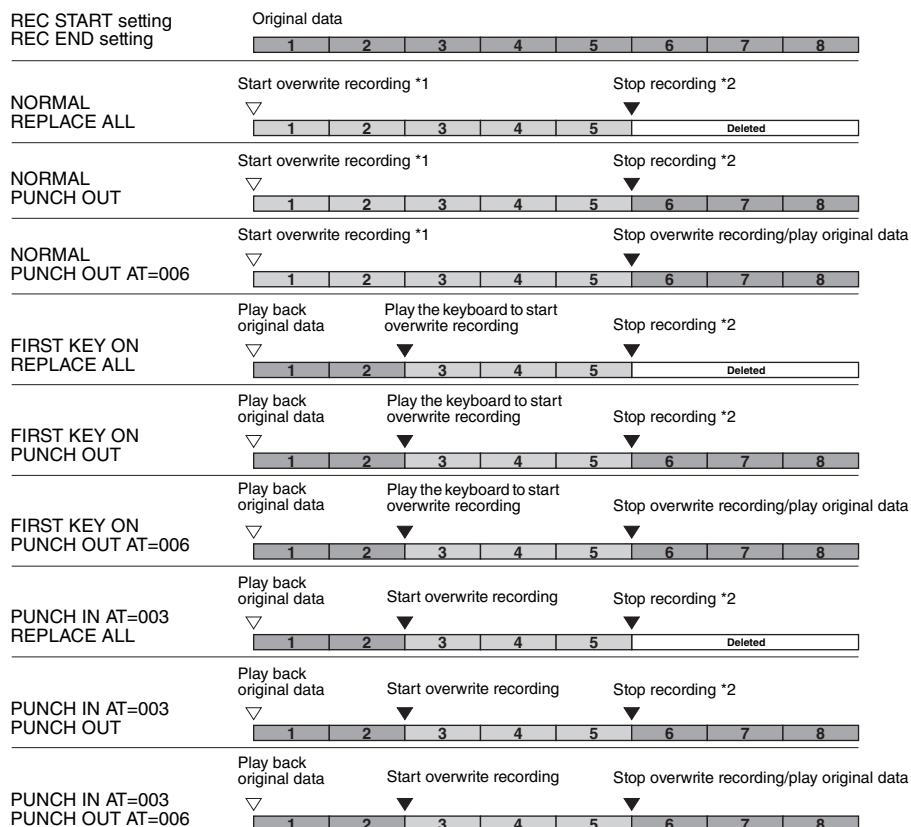 REC START setting
REC END setting
Original data
1 2 3 4 5 6 7 8
NORMAL
REPLACE ALL
Start overwrite recording *1
Stop recording *2
1 2 3 4 5 Deleted
NORMAL
PUNCH OUT
Start overwrite recording *1
Stop recording *2
1 2 3 4 5 6 7 8
NORMAL
PUNCH OUT AT=006
Start overwrite recording *1
Stop overwrite recording/play original data
1 2 3 4 5 6 7 8
FIRST KEY ON
REPLACE ALL
Play back
original data
Play the keyboard to start
overwrite recording
Stop recording *2
1 2 3 4 5 Deleted
FIRST KEY ON
PUNCH OUT
Play back
original data
Play the keyboard to start
overwrite recording
Stop recording *2
1 2 3 4 5 6 7 8
FIRST KEY ON
PUNCH OUT AT=006
Play back
original data
Play the keyboard to start
overwrite recording
Stop overwrite recording/play original data
1 2 3 4 5 6 7 8
PUNCH IN AT=003
REPLACE ALL
Play back
original data
Start overwrite recording
Stop recording *2
1 2 3 4 5 Deleted
PUNCH IN AT=003
PUNCH OUT
Play back
original data
Start overwrite recording
Stop recording *2
1 2 3 4 5 6 7 8
PUNCH IN AT=003
PUNCH OUT AT=006
Play back
original data
Start overwrite recording
Stop overwrite recording/play original data
1 2 3 4 5 6 7 8